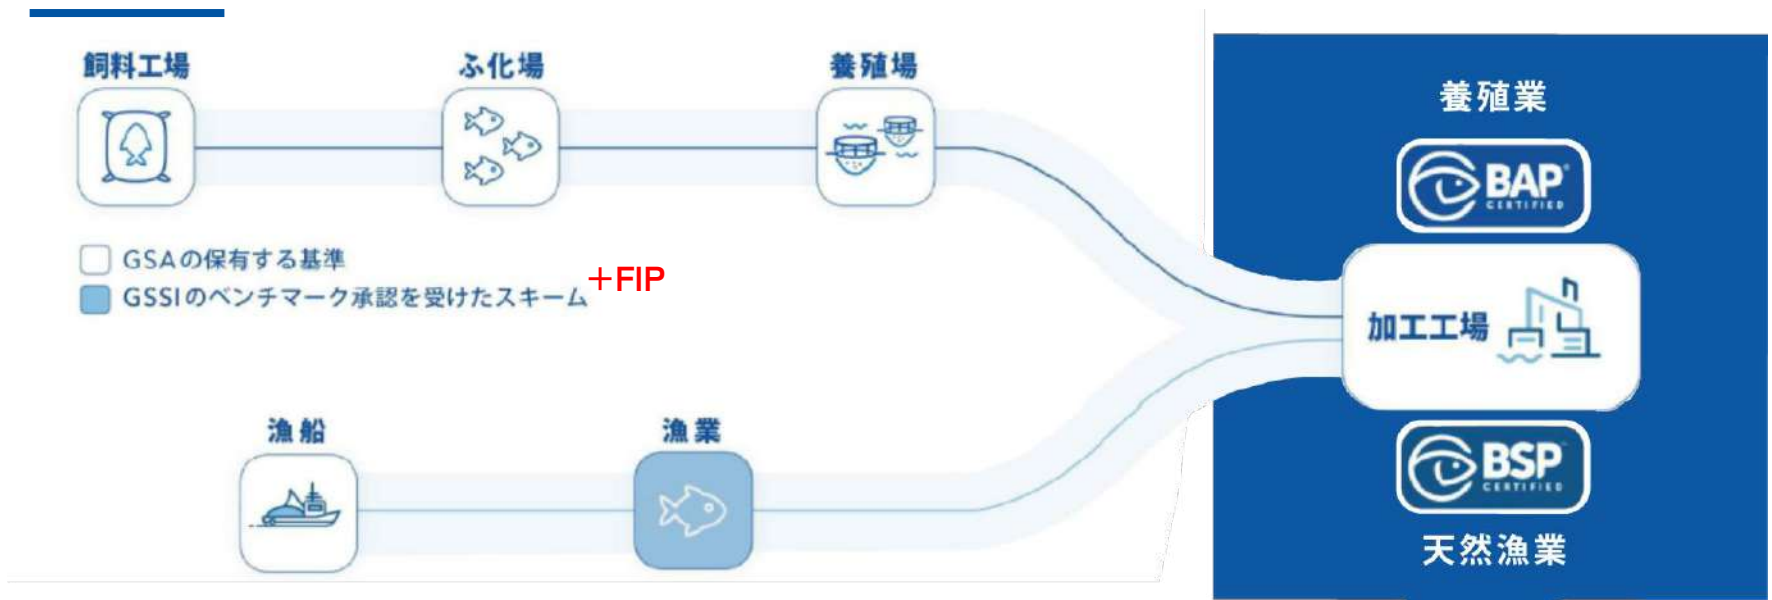 飼料工場
ふ化場
養殖場
GSAの保有する基準
GSSIのベンチマーク承認を受けたスキーム
+FIP
漁船
漁業
養殖業
BAP
CERTIFIED
加工工場
BSP
CERTIFIED
天然漁業